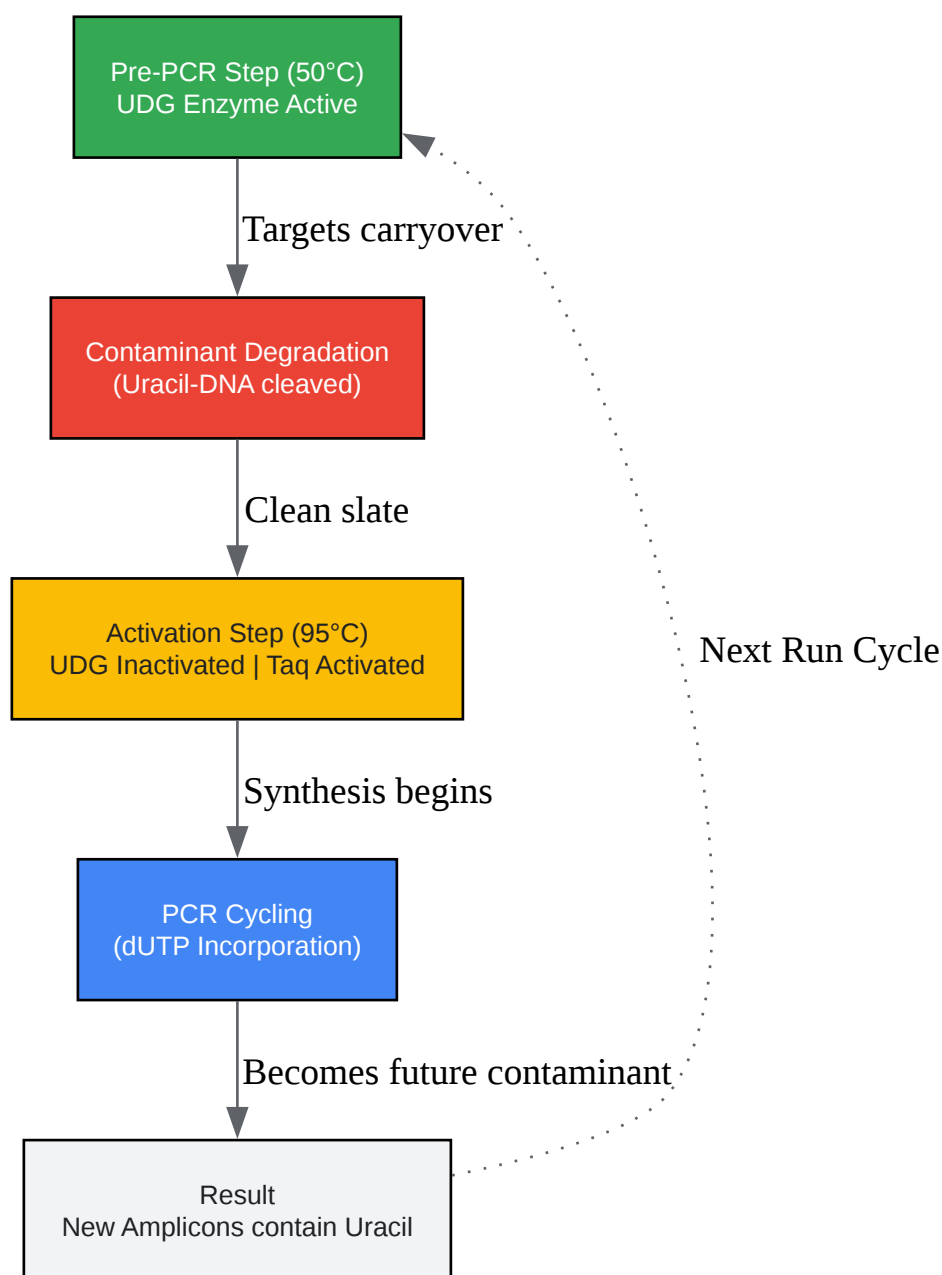 Pre-PCR Step (50°C)
UDG Enzyme Active
Targets carryover
Contaminant Degradation
(Uracil-DNA cleaved)
Clean slate
Activation Step (95°C)
UDG Inactivated | Taq Activated
Next Run Cycle
Synthesis begins
PCR Cycling
(dUTP Incorporation)
Becomes future contaminant
Result
New Amplicons contain Uracil